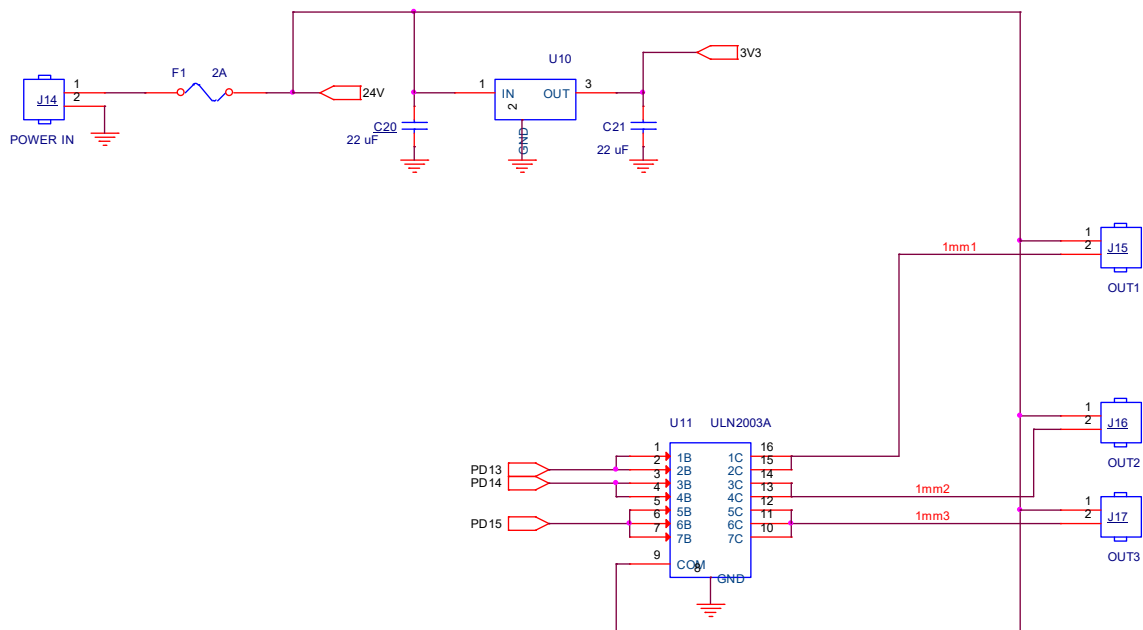 U10
3V3
F1 2A
1
2
J14
24V
1
IN
OUT
3
2
GND
POWER IN
C20
22 uF
C21
22 uF
1mm1
1
2
J15
OUT1
1
2
J16
OUT2
U11 ULN2003A
PD13
PD14
PD15
1 1B 1C 16
2 2B 2C 15
3 3B 3C 14
4 4B 4C 13
5 5B 5C 12
6 6B 6C 11
7 7B 7C 10
9 COM
8
GND
1mm2
1mm3
1
2
J17
OUT3